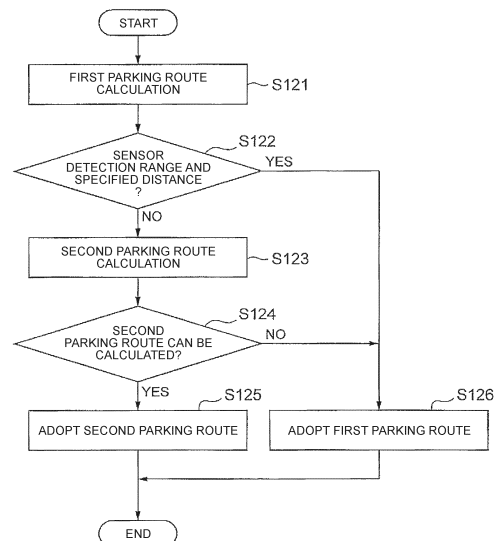 START
FIRST PARKING ROUTE
CALCULATION
S121
S122
SENSOR
DETECTION RANGE AND
SPECIFIED DISTANCE
?
YES
NO
SECOND PARKING ROUTE
CALCULATION
S123
S124
SECOND
PARKING ROUTE CAN BE
CALCULATED?
NO
YES
S125
S126
ADOPT SECOND PARKING ROUTE
ADOPT FIRST PARKING ROUTE
END